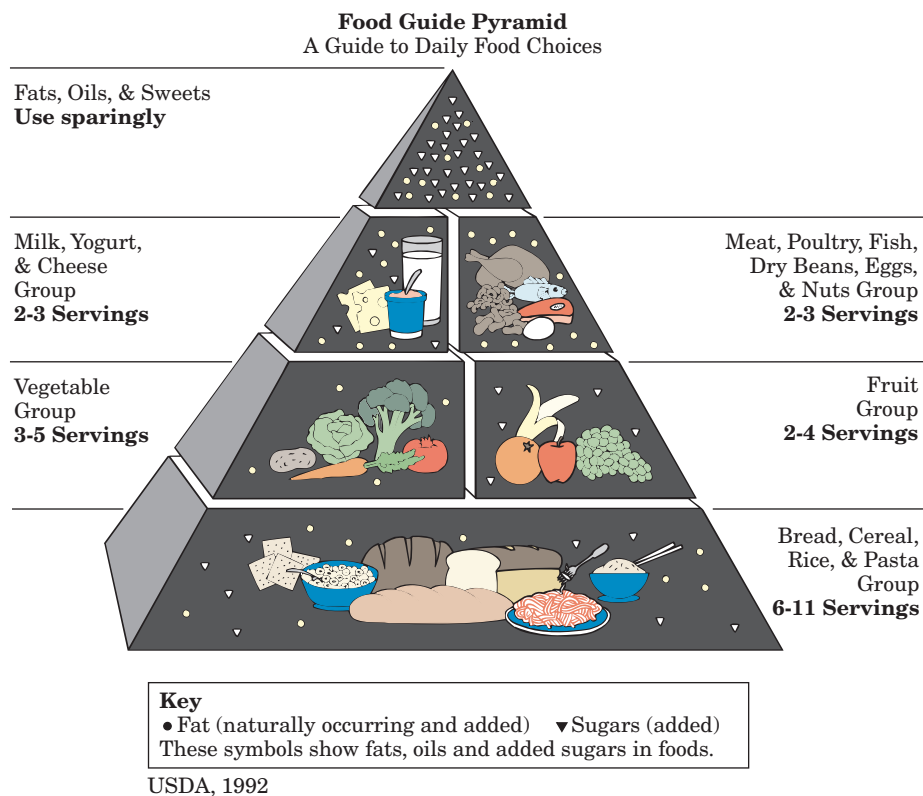 Food Guide Pyramid
A Guide to Daily Food Choices
Fats, Oils, & Sweets
Use sparingly
Milk, Yogurt,
& Cheese
Group
2-3 Servings
Meat, Poultry, Fish,
Dry Beans, Eggs,
& Nuts Group
2-3 Servings
Vegetable
Group
3-5 Servings
Fruit
Group
2-4 Servings
Bread, Cereal,
Rice, & Pasta
Group
6-11 Servings
Key
• Fat (naturally occurring and added) ▼ Sugars (added)
These symbols show fats, oils and added sugars in foods.
USDA, 1992